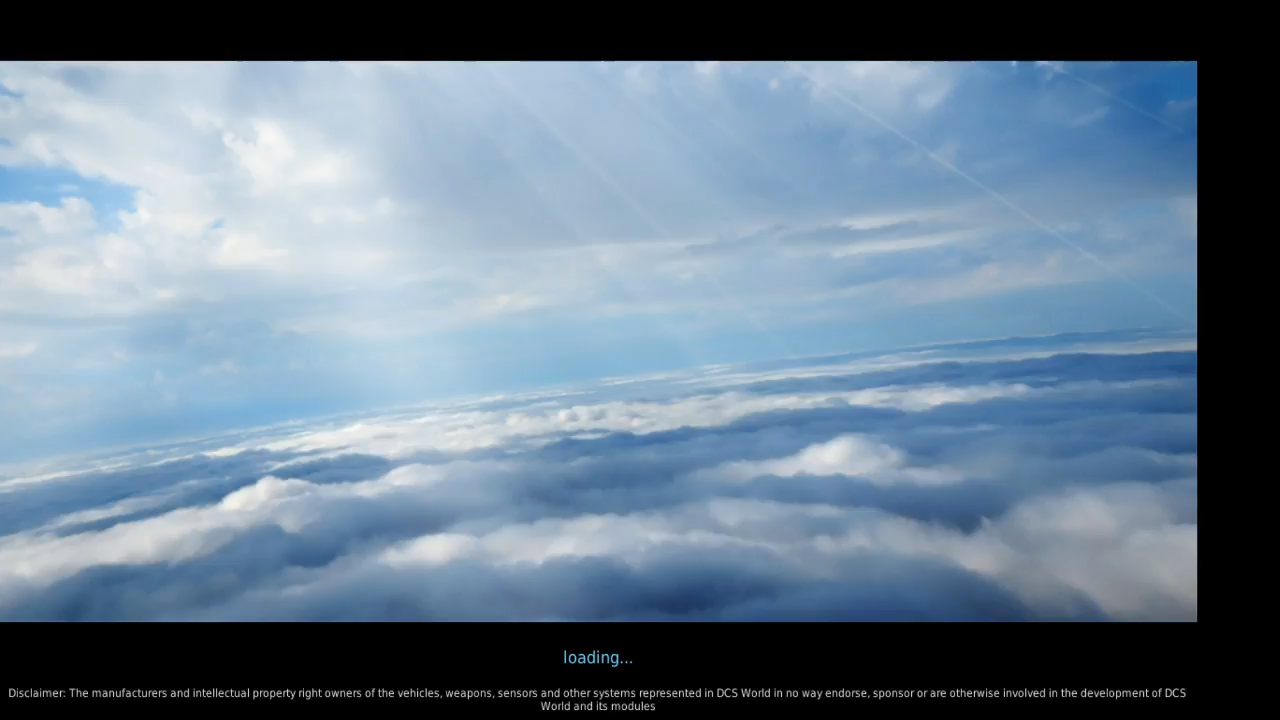 loading...
Disclaimer: The manufacturers and intellectual property right owners of the vehicles, weapons, sensors and other systems represented in DCS World in no way endorse, sponsor or are otherwise involved in the development of DCS
World and its modules